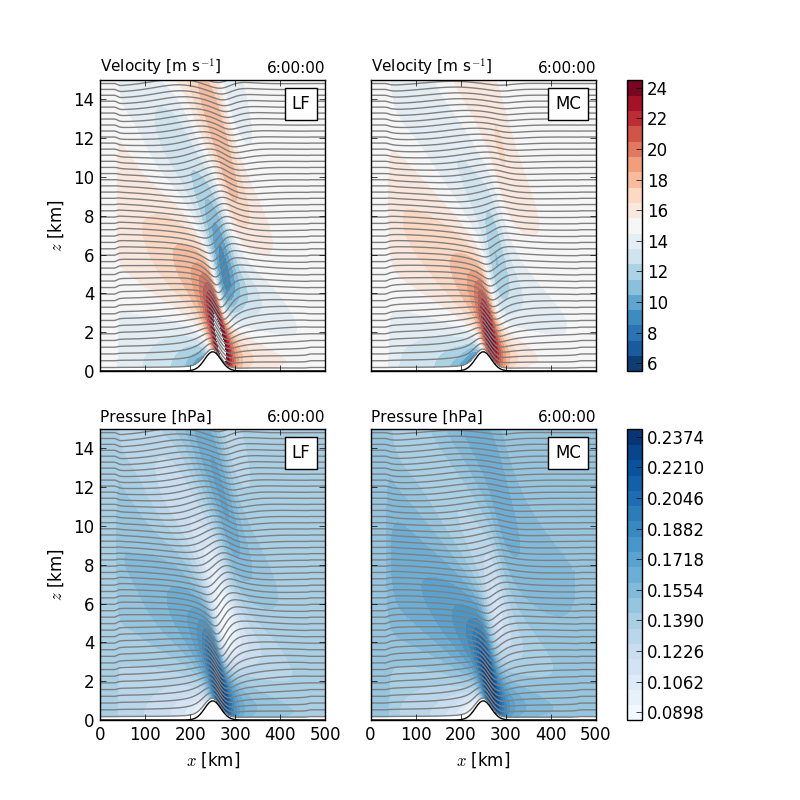 Velocity [m s⁻¹] 6:00:00 Velocity [m s⁻¹] 6:00:00
LF MC
14 12 10 8 6 4 2 0
z [km]
24 22 20 18 16 14 12 10 8 6
Pressure [hPa] 6:00:00 Pressure [hPa] 6:00:00
LF MC
14 12 10 8 6 4 2 0
z [km]
0.2374 0.2210 0.2046 0.1882 0.1718 0.1554 0.1390 0.1226 0.1062 0.0898
0 100 200 300 400 500 0 100 200 300 400 500
x [km] x [km]